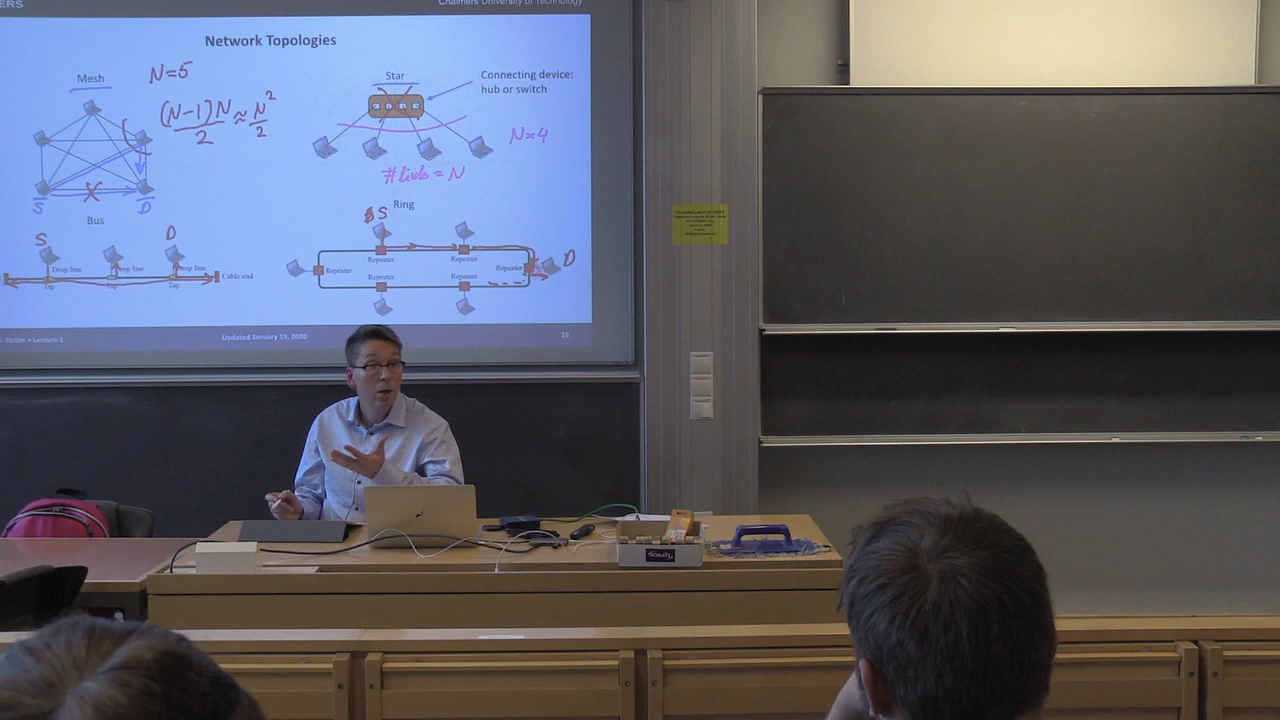 ERS
Chalmers University of Technology
Network Topologies
Mesh
N=5
(N-1)N/2 ≈ N²/2
S
D
Star
Connecting device:
hub or switch
N=4
#links = N
Bus
S
D
Drop line
Drop line
Drop line
Cable end
Tap
Tap
Tap
Ring
S
D
Repeater
Repeater
Repeater
Repeater
Repeater
Repeater
Ström • Lecture 1
Updated January 19, 2020
26